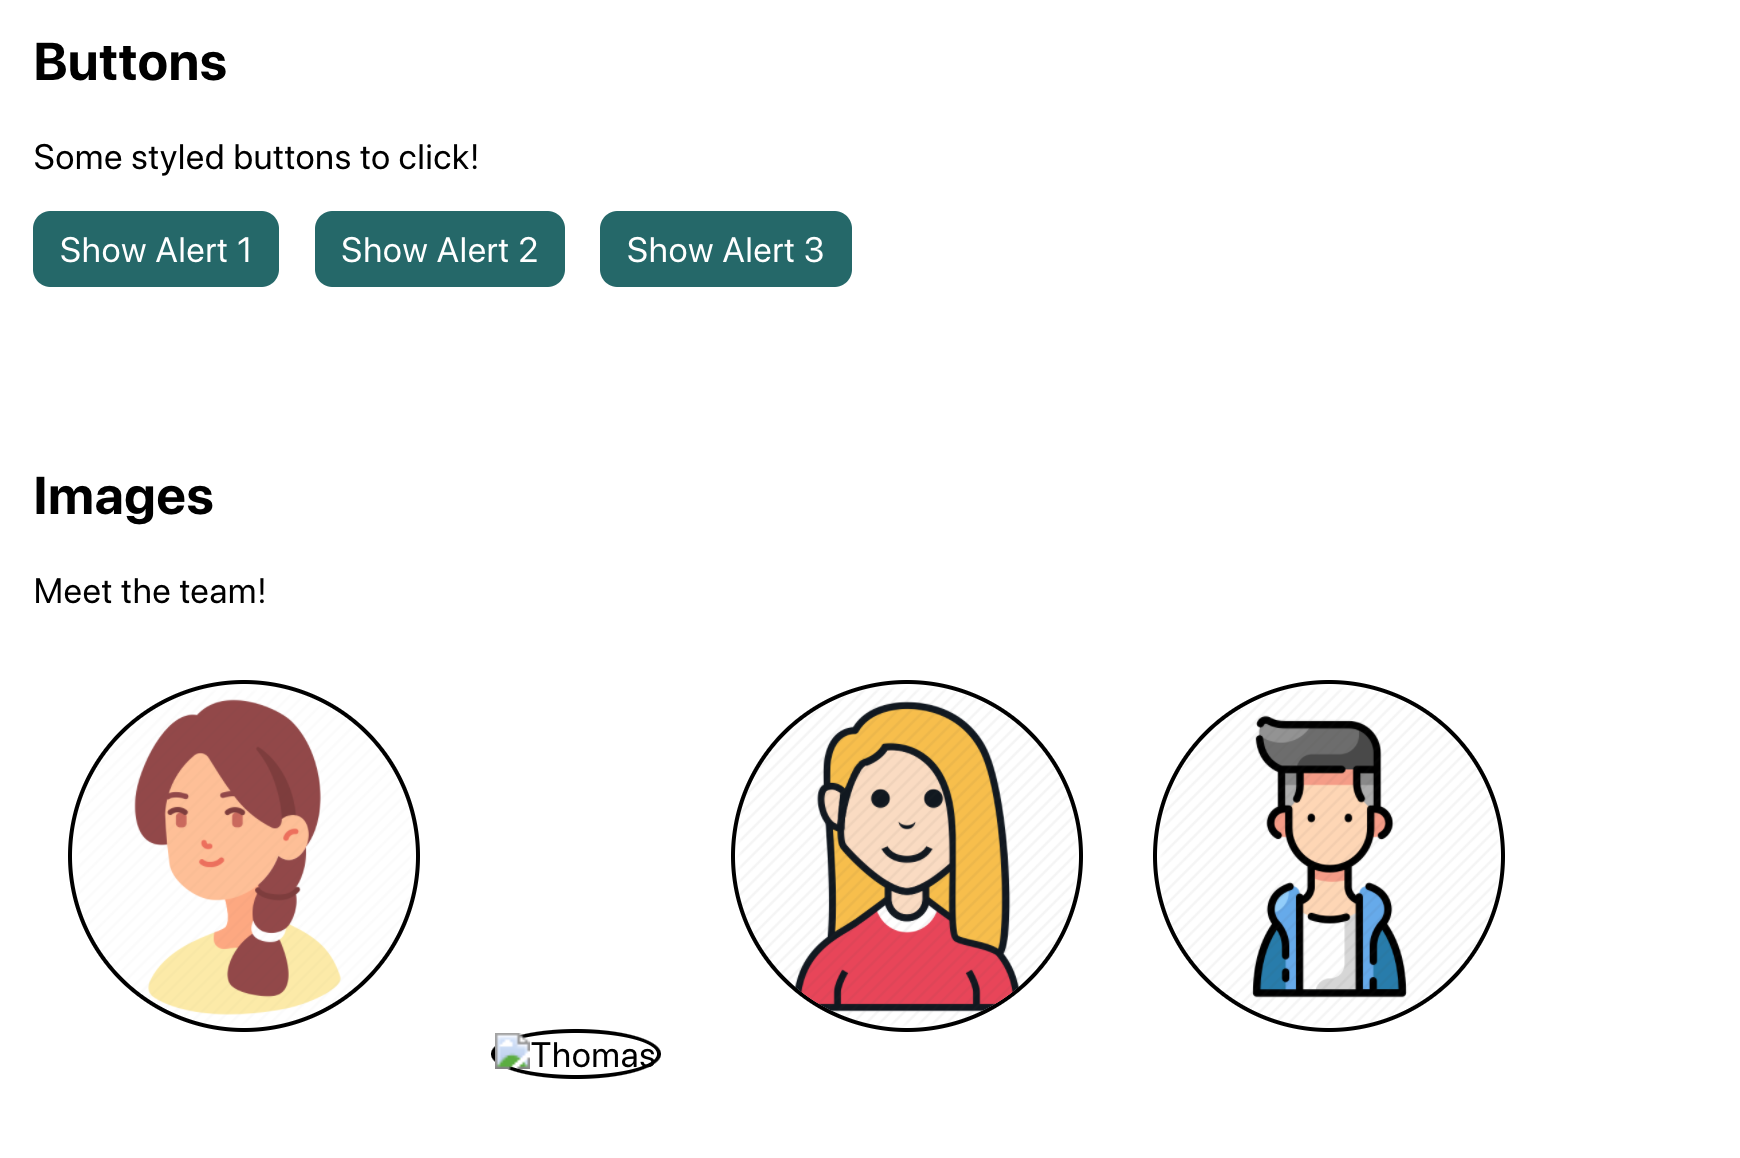 Buttons
Some styled buttons to click!
Show Alert 1 Show Alert 2 Show Alert 3
Images
Meet the team!
Thomas